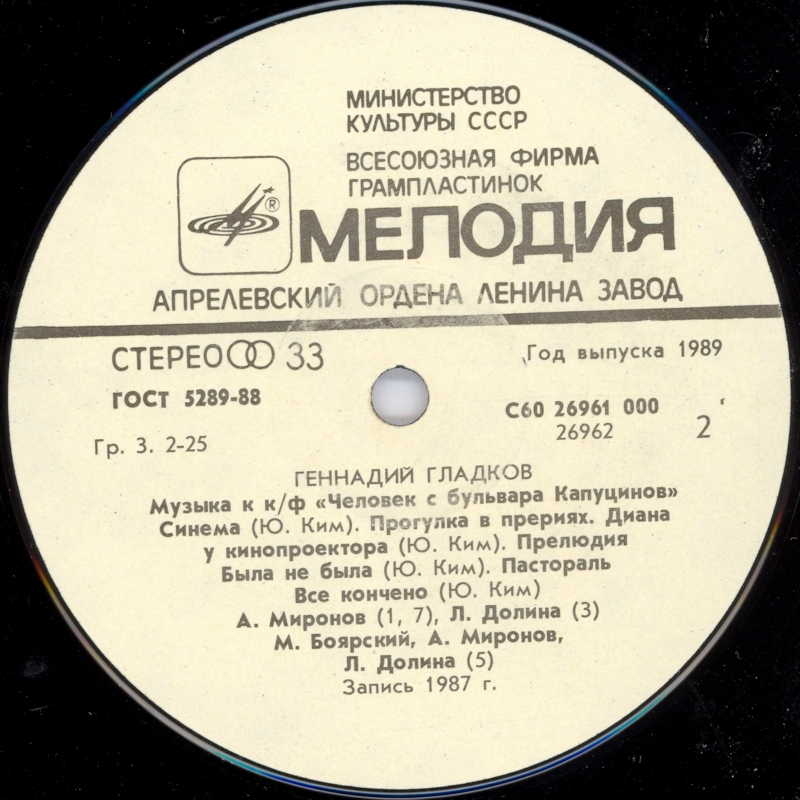 МИНИСТЕРСТВО
КУЛЬТУРЫ СССР
ВСЕСОЮЗНАЯ ФИРМА
ГРАМПЛАСТИНОК
®
МЕЛОДИЯ
АПРЕЛЕВСКИЙ ОРДЕНА ЛЕНИНА ЗАВОД
СТЕРЕО 33
Год выпуска 1989
ГОСТ 5289-88
С60 26961 000
26962
2
Гр. 3. 2-25
ГЕННАДИЙ ГЛАДКОВ
Музыка к к/ф «Человек с бульвара Капуцинов»
Синема (Ю. Ким). Прогулка в прериях. Диана
у кинопроектора (Ю. Ким). Прелюдия
Была не была (Ю. Ким). Пастораль
Все кончено (Ю. Ким)
А. Миронов (1, 7), Л. Долина (3)
М. Боярский, А. Миронов,
Л. Долина (5)
Запись 1987 г.